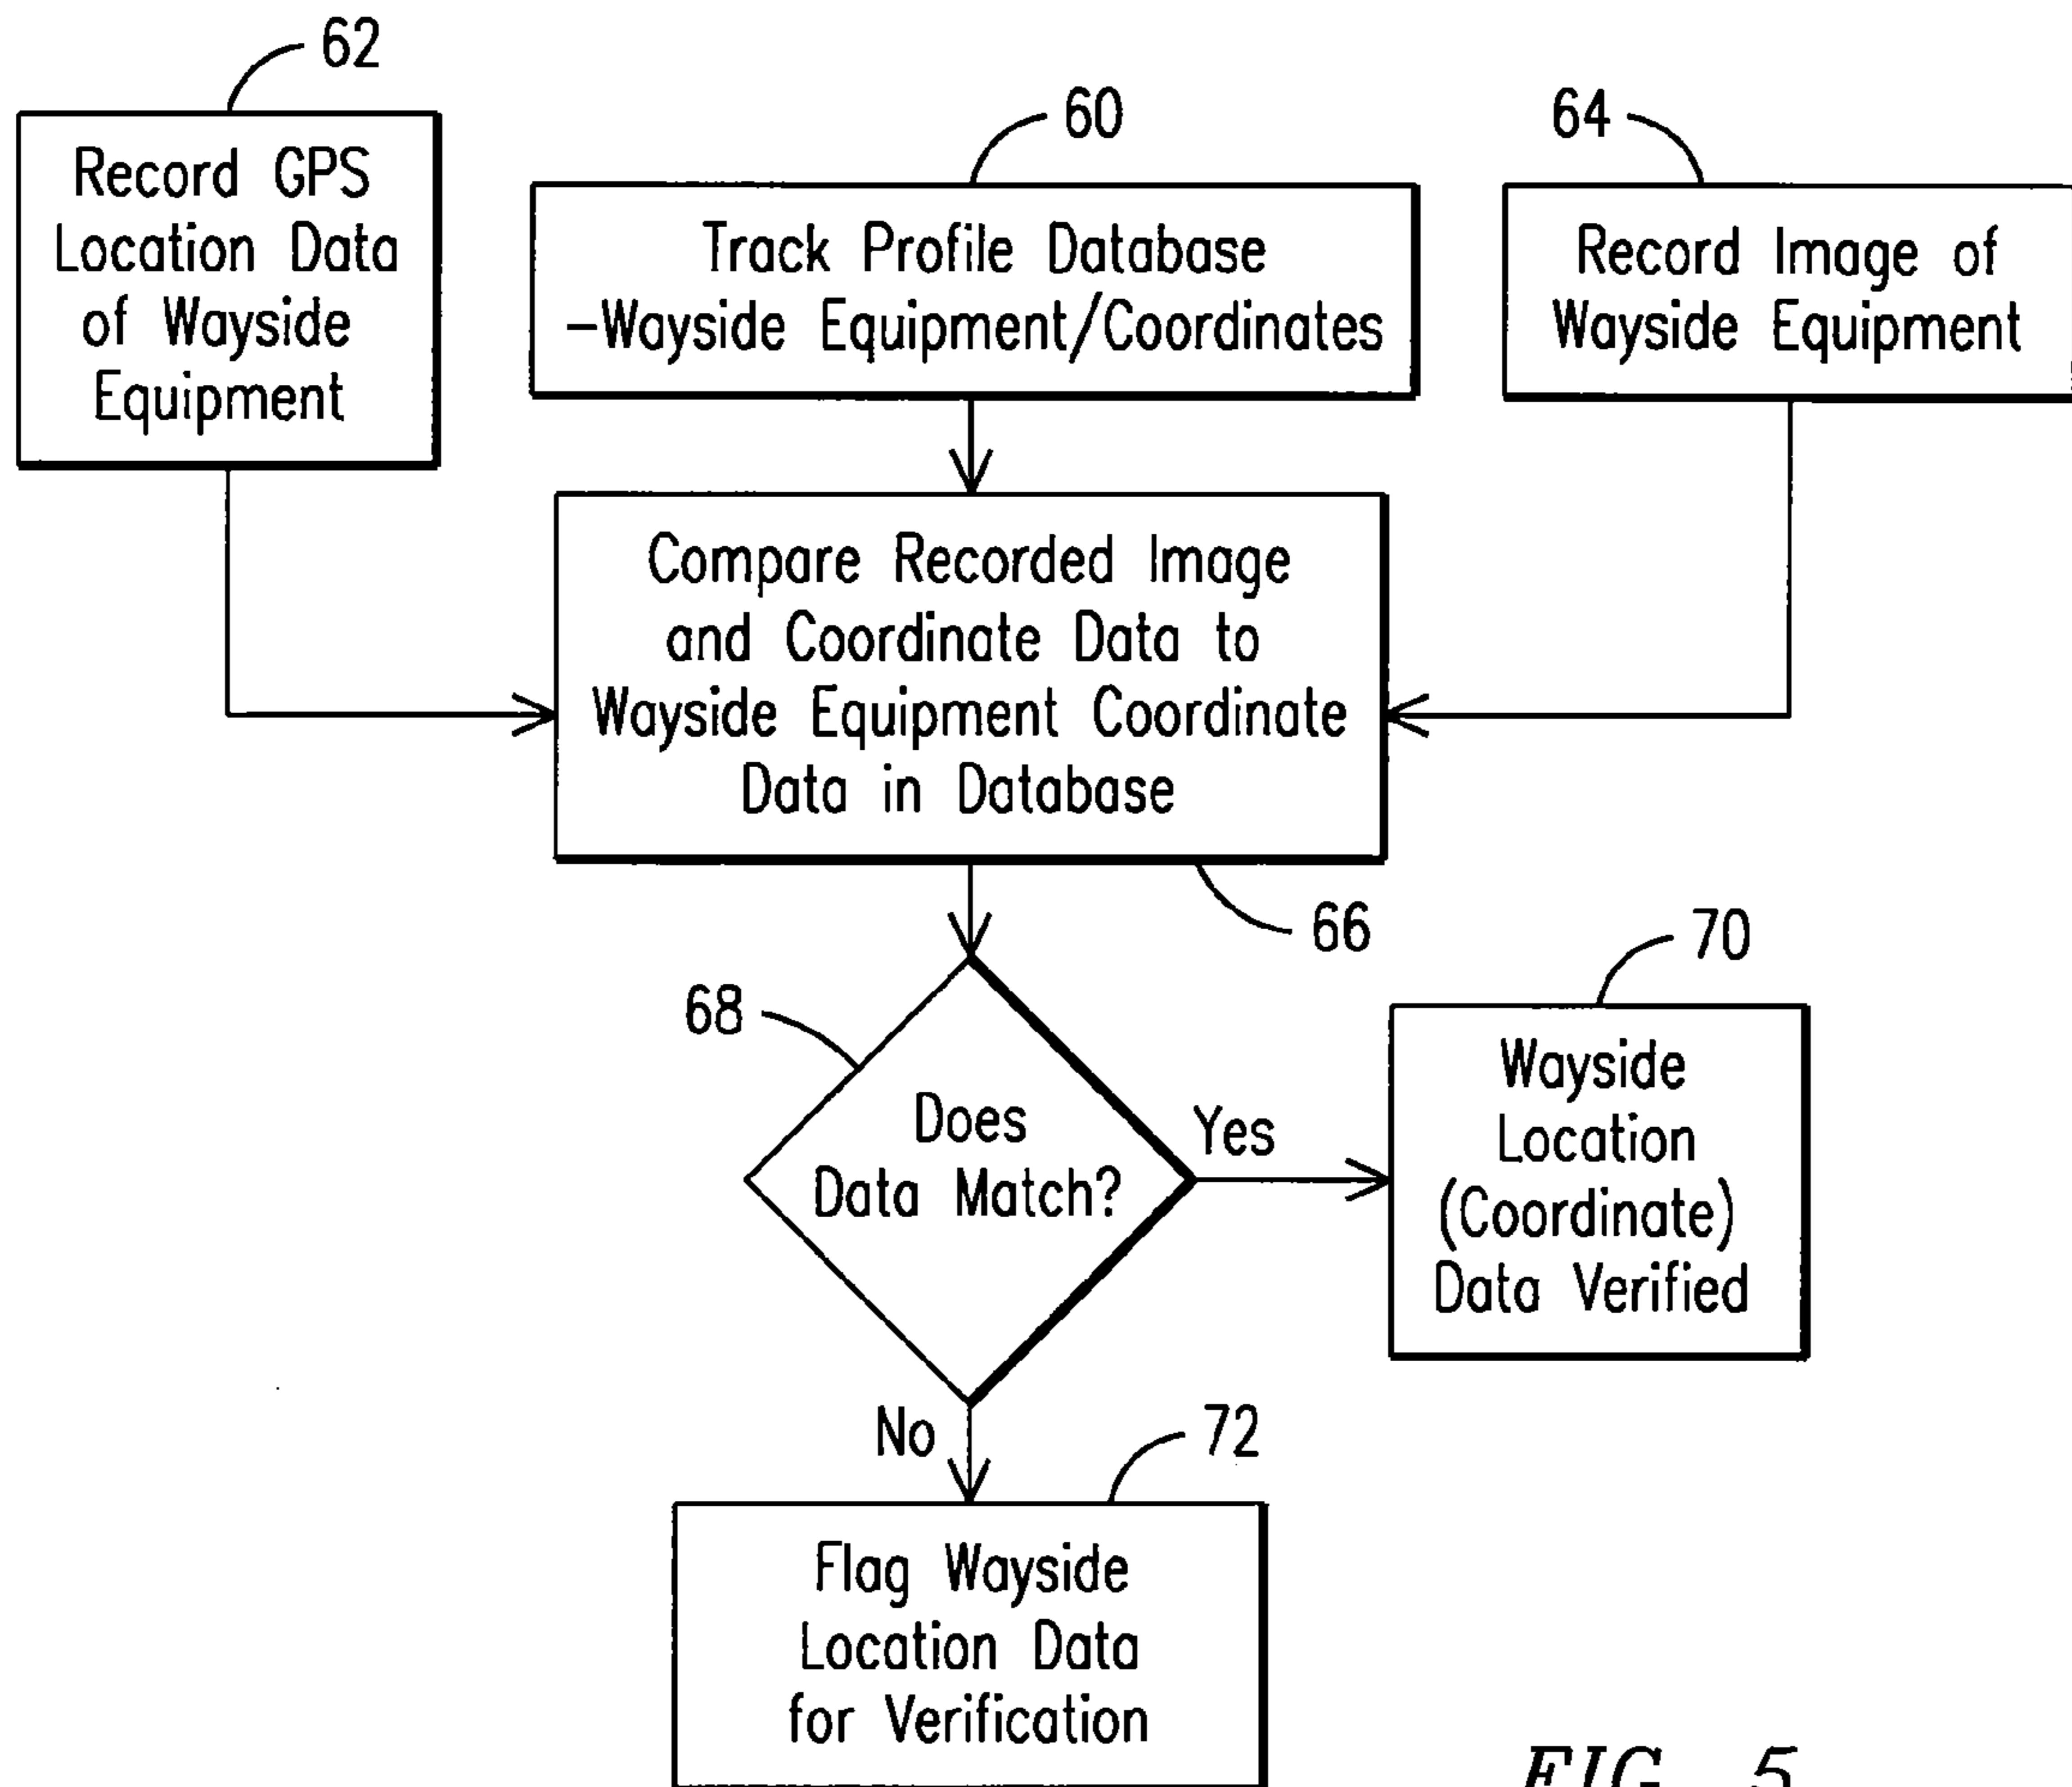 62
Record GPS
Location Data
of Wayside
Equipment
60
Track Profile Database
-Wayside Equipment/Coordinates
64
Record Image of
Wayside Equipment
Compare Recorded Image
and Coordinate Data to
Wayside Equipment Coordinate
Data in Database
66
68
Does
Data Match?
Yes
70
Wayside
Location
(Coordinate)
Data Verified
No
72
Flag Wayside
Location Data
for Verification
FIG. 5